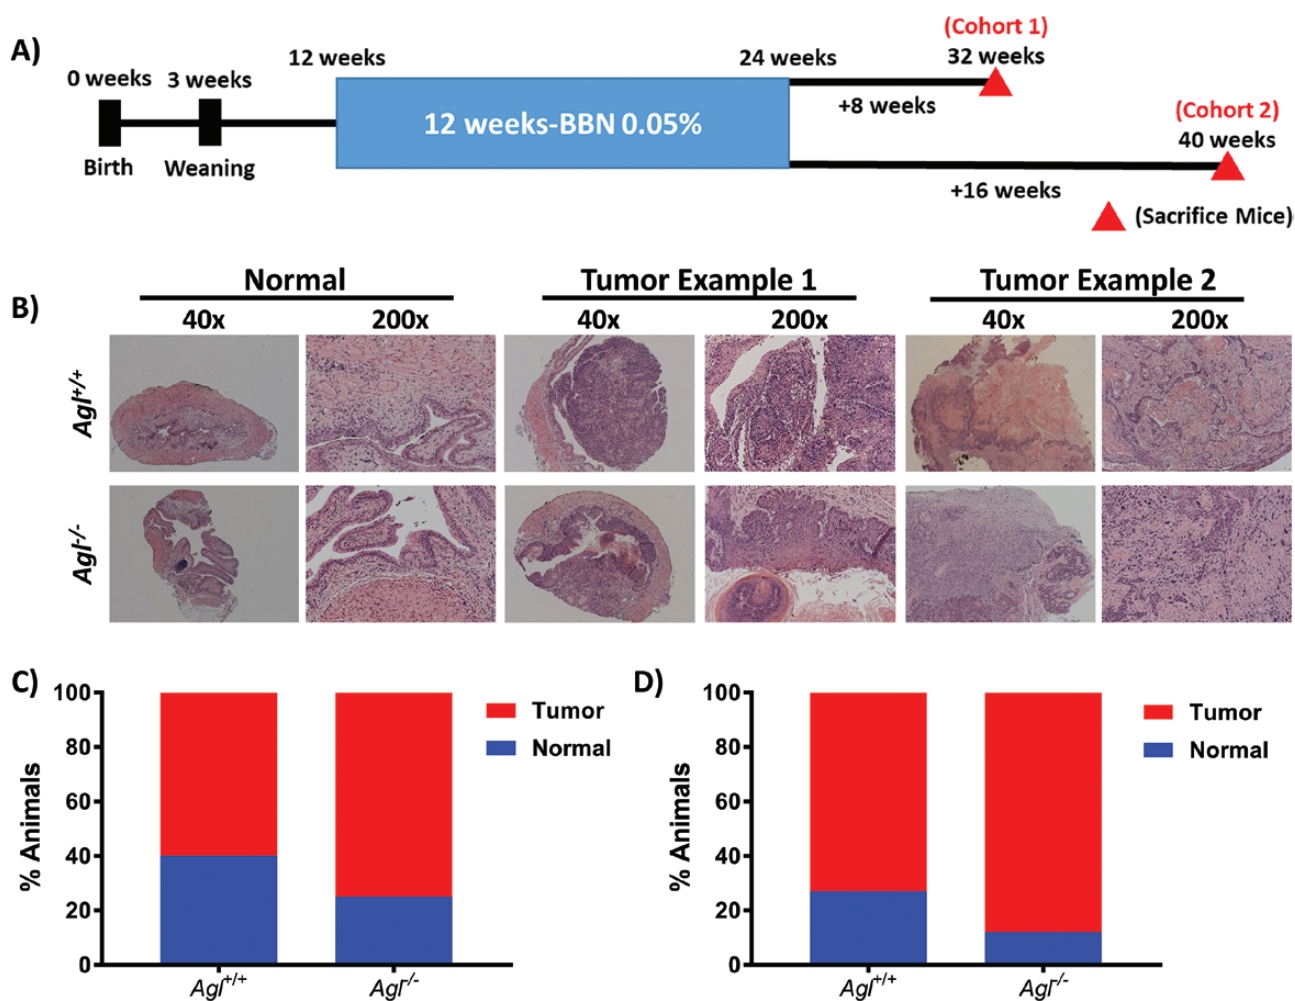 A)
0 weeks
3 weeks
12 weeks
24 weeks
(Cohort 1)
32 weeks
12 weeks-BBN 0.05%
+8 weeks
(Cohort 2)
40 weeks
Birth
Weaning
+16 weeks
(Sacrifice Mice)
B)
Normal
Tumor Example 1
Tumor Example 2
40x
200x
40x
200x
40x
200x
Agl+/+
Agl-/-
C)
% Animals
100
80
60
40
20
0
Agl+/+
Agl-/-
Tumor
Normal
D)
% Animals
100
80
60
40
20
0
Agl+/+
Agl-/-
Tumor
Normal